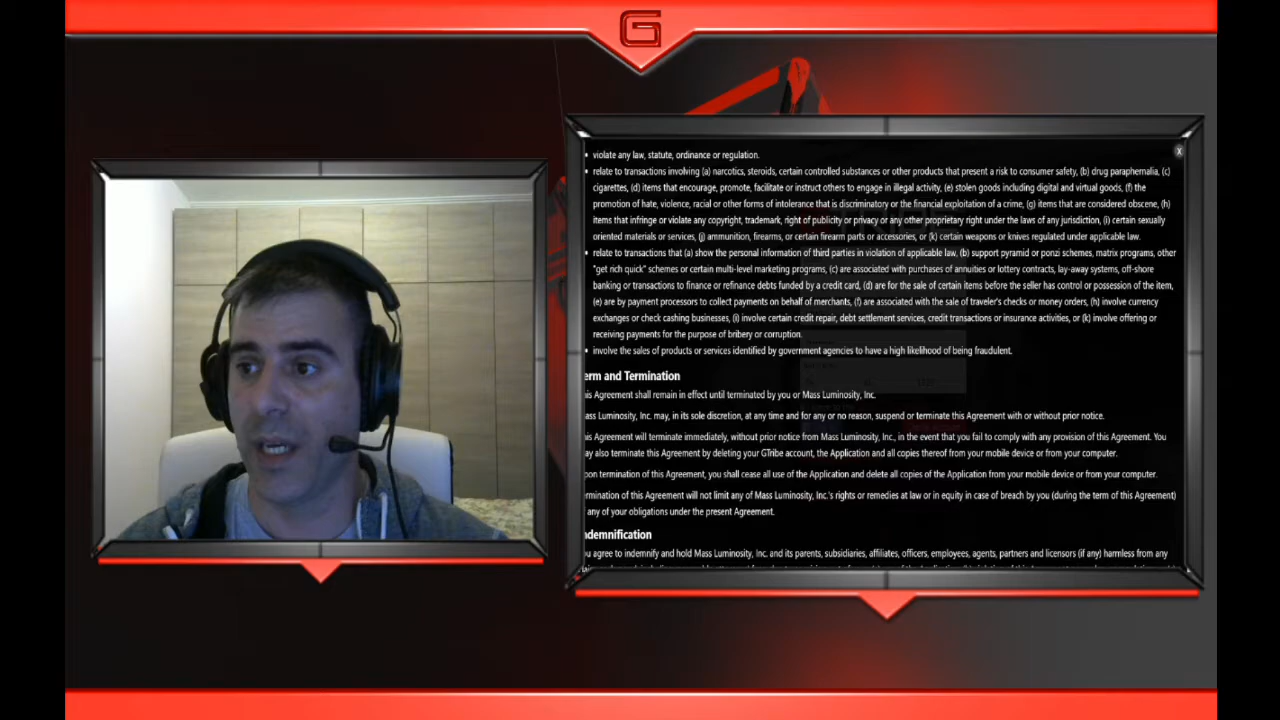 G
X
violate any law, statute, ordinance or regulation.
relate to transactions involving (a) narcotics, steroids, certain controlled substances or other products that present a risk to consumer safety, (b) drug paraphernalia, (c)
cigarettes, (d) items that encourage, promote, facilitate or instruct others to engage in illegal activity, (e) stolen goods including digital and virtual goods, (f) the
promotion of hate, violence, racial or other forms of intolerance that is discriminatory or the financial exploitation of a crime, (g) items that are considered obscene, (h)
items that infringe or violate any copyright, trademark, right of publicity or privacy or any other proprietary right under the laws of any jurisdiction, (i) certain sexually
oriented materials or services, (j) ammunition, firearms, or certain firearm parts or accessories, or (k) certain weapons or knives regulated under applicable law.
relate to transactions that (a) show the personal information of third parties in violation of applicable law, (b) support pyramid or ponzi schemes, matrix programs, other
"get rich quick" schemes or certain multi-level marketing programs, (c) are associated with purchases of annuities or lottery contracts, lay-away systems, off-shore
banking or transactions to finance or refinance debts funded by a credit card, (d) are for the sale of certain items before the seller has control or possession of the item,
(e) are by payment processors to collect payments on behalf of merchants, (f) are associated with the sale of traveler's checks or money orders, (h) involve currency
exchanges or check cashing businesses, (i) involve certain credit repair, debt settlement services, credit transactions or insurance activities, or (k) involve offering or
receiving payments for the purpose of bribery or corruption.
involve the sales of products or services identified by government agencies to have a high likelihood of being fraudulent.
erm and Termination
is Agreement shall remain in effect until terminated by you or Mass Luminosity, Inc.
ass Luminosity, Inc. may, in its sole discretion, at any time and for any or no reason, suspend or terminate this Agreement with or without prior notice.
is Agreement will terminate immediately, without prior notice from Mass Luminosity, Inc., in the event that you fail to comply with any provision of this Agreement. You
ay also terminate this Agreement by deleting your GTribe account, the Application and all copies thereof from your mobile device or from your computer.
pon termination of this Agreement, you shall cease all use of the Application and delete all copies of the Application from your mobile device or from your computer.
ermination of this Agreement will not limit any of Mass Luminosity, Inc.'s rights or remedies at law or in equity in case of breach by you (during the term of this Agreement)
any of your obligations under the present Agreement.
ndemnification
u agree to indemnify and hold Mass Luminosity, Inc. and its parents, subsidiaries, affiliates, officers, employees, agents, partners and licensors (if any) harmless from any